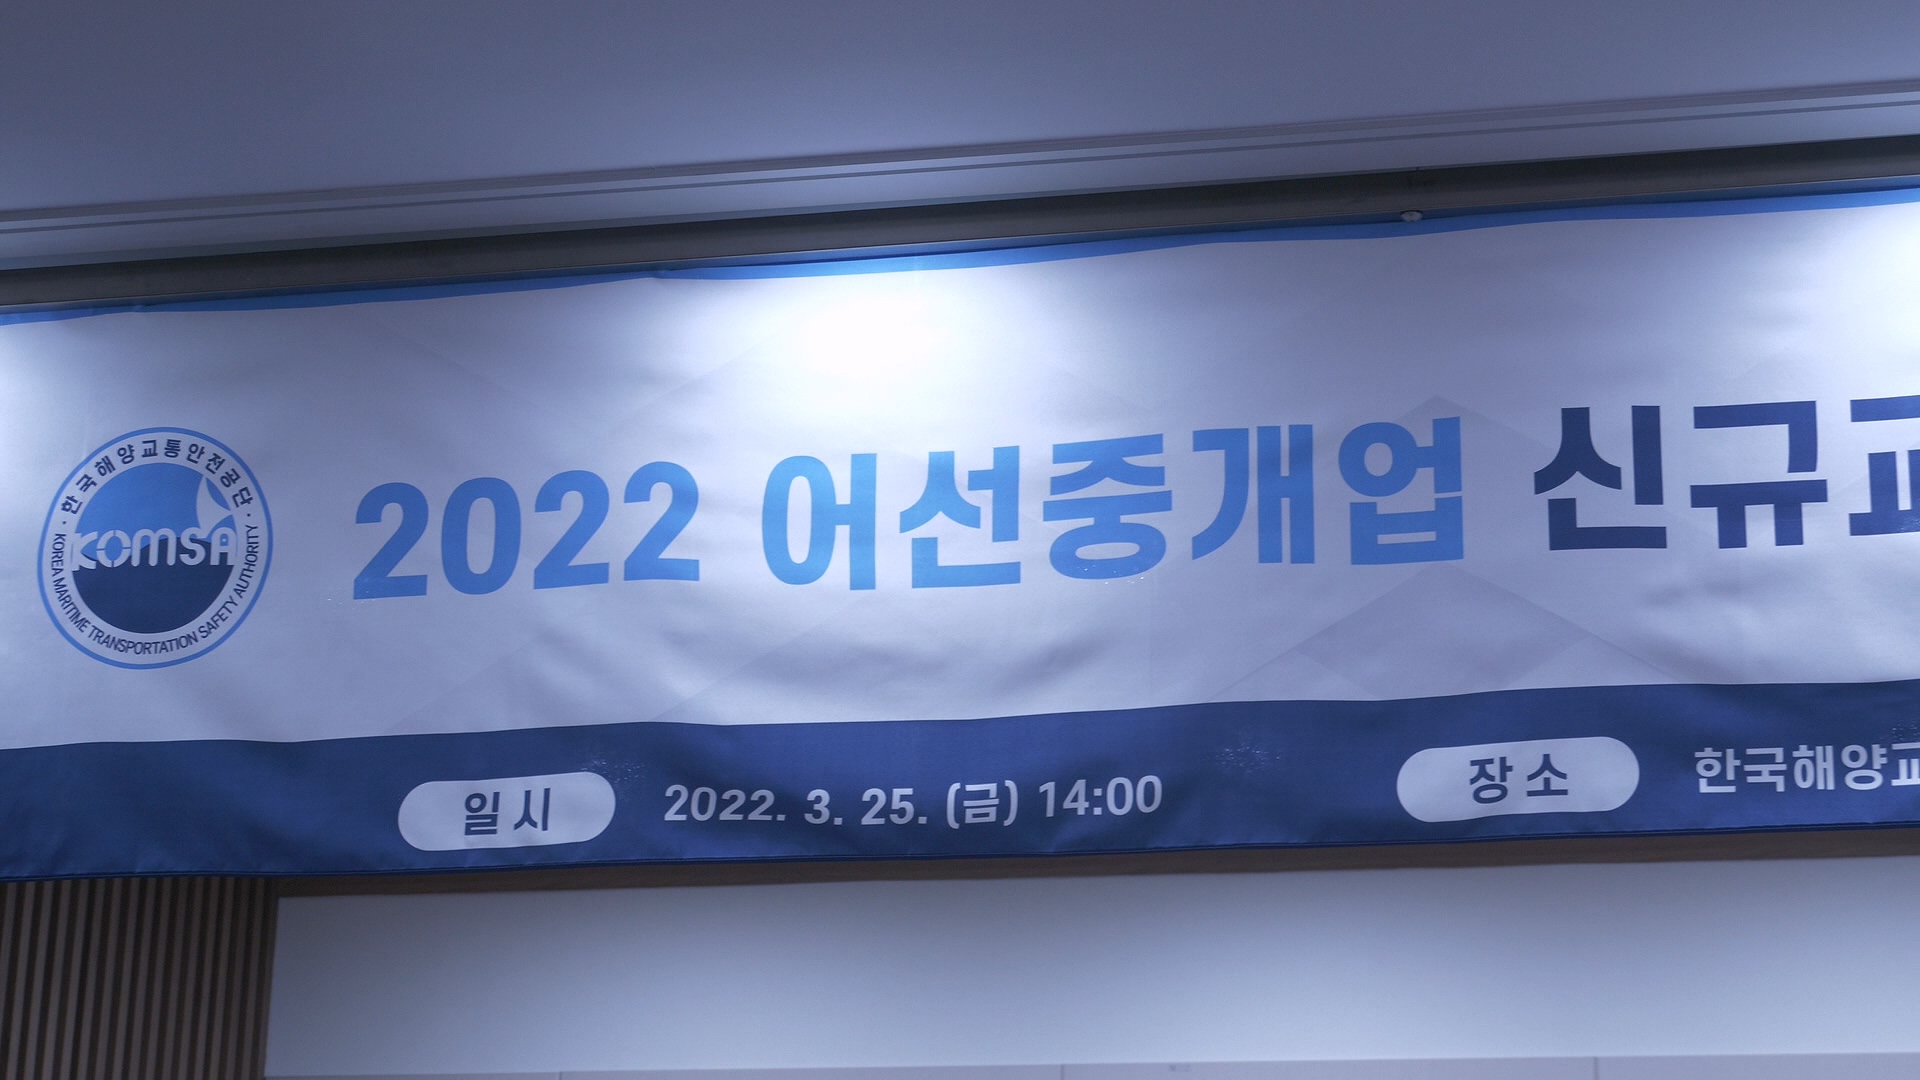 한국해양교통안전공단
KOMSA
KOREA MARITIME TRANSPORTATION SAFETY AUTHORITY
2022 어선중개업 신규교
일시 2022. 3. 25. (금) 14:00 장소 한국해양교